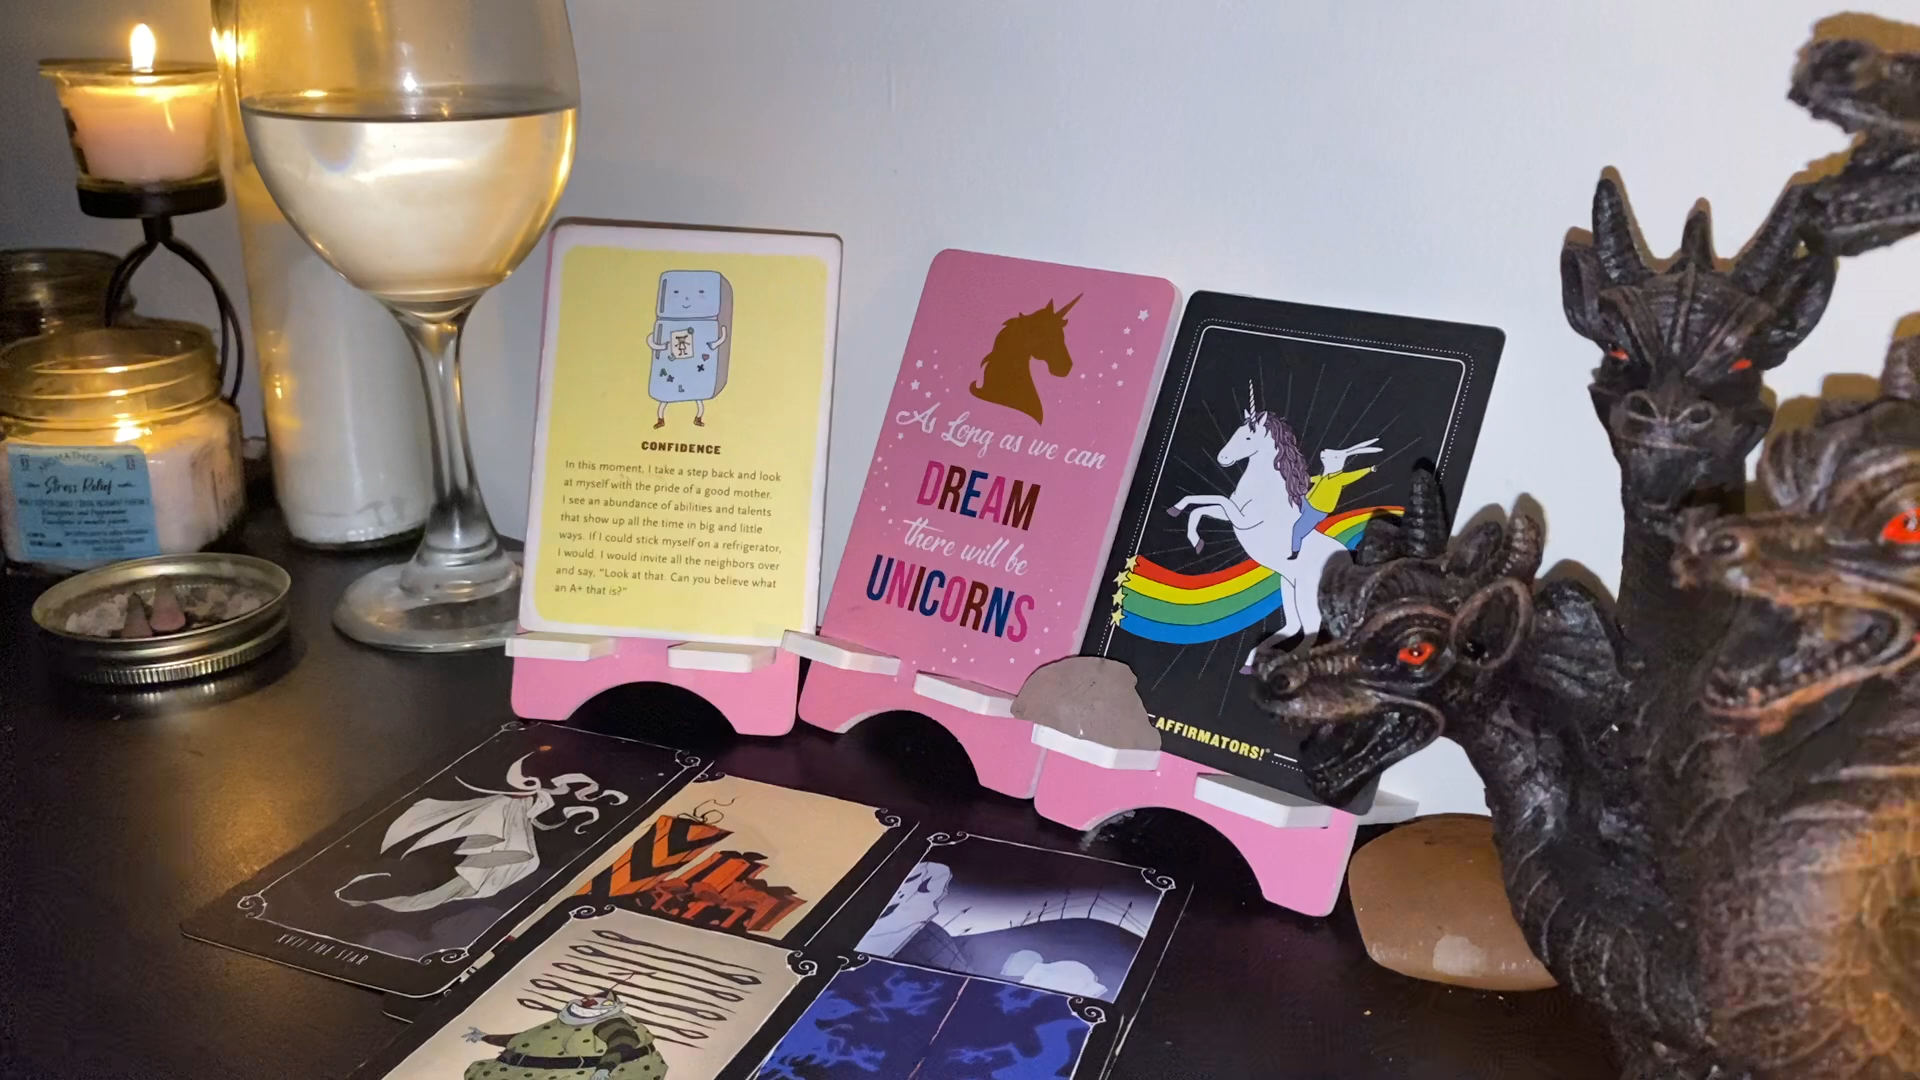 Stress Relief
CONFIDENCE
In this moment, I take a step back and look
at myself with the pride of a good mother.
I see an abundance of abilities and talents
that show up all the time in big and little
ways. If I could stick myself on a refrigerator,
I would. I would invite all the neighbors over
and say, "Look at that. Can you believe what
an A+ that is?"
As Long as we can
DREAM
there will be
UNICORNS
AFFIRMATORS!
XVII THE STAR